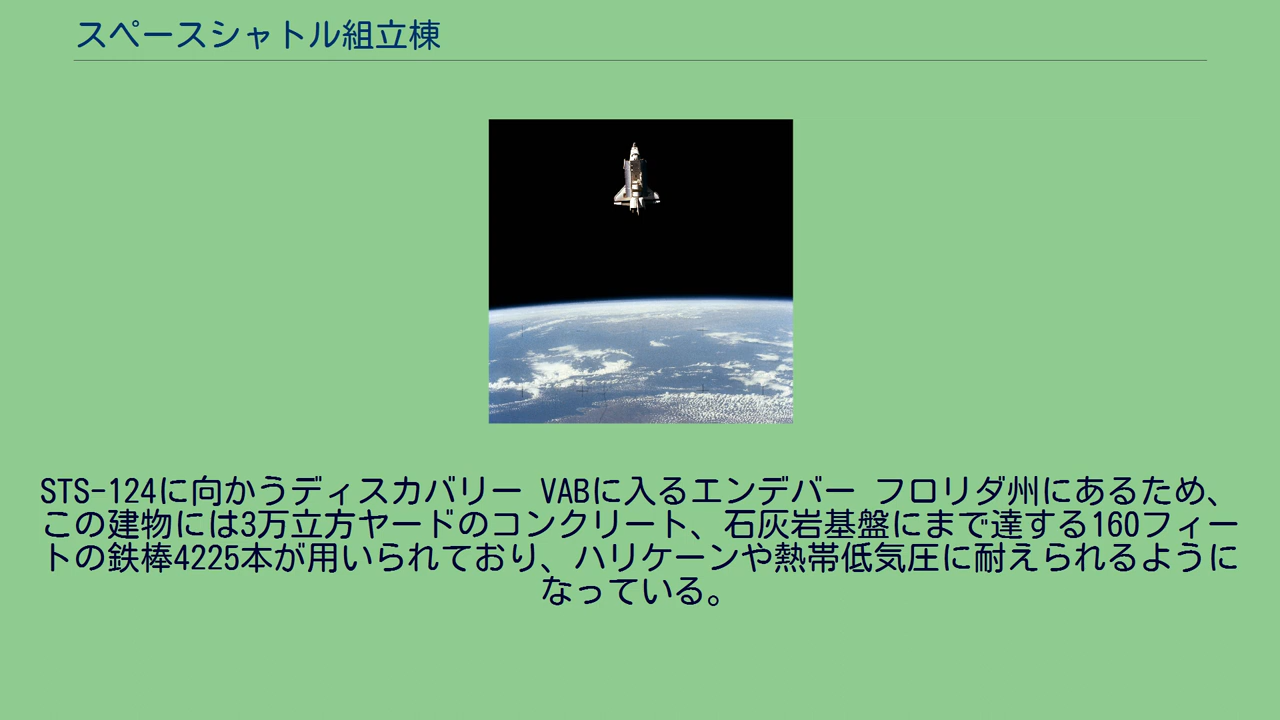 スペースシャトル組立棟
STS-124に向かうディスカバリー VABに入るエンデバー フロリダ州にあるため、
この建物には3万立方ヤードのコンクリート、石灰岩基盤にまで達する160フィー
トの鉄棒4225本が用いられており、ハリケーンや熱帯低気圧に耐えられるように
なっている。